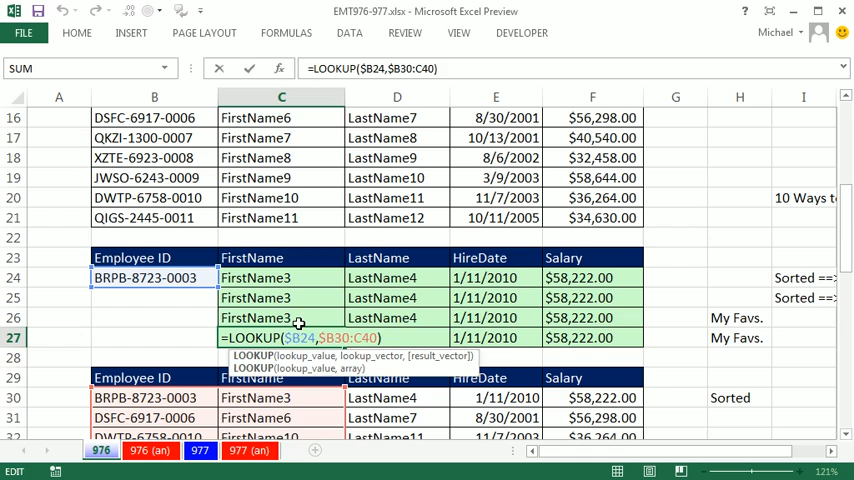 EMT976-977.xlsx - Microsoft Excel Preview
FILE HOME INSERT PAGE LAYOUT FORMULAS DATA REVIEW VIEW DEVELOPER Michael
SUM =LOOKUP($B24,$B30:C40)
A B C D E F G H I
16 DSFC-6917-0006 FirstName6 LastName7 8/30/2001 $56,298.00
17 QKZI-1300-0007 FirstName7 LastName8 10/13/2001 $40,540.00
18 XZTE-6923-0008 FirstName8 LastName9 8/6/2002 $32,458.00
19 JWSO-6243-0009 FirstName9 LastName10 3/9/2003 $58,644.00
20 DWTP-6758-0010 FirstName10 LastName11 11/7/2003 $36,264.00 10 Ways to
21 QIGS-2445-0011 FirstName11 LastName12 10/11/2005 $34,630.00
22
23 Employee ID FirstName LastName HireDate Salary
24 BRPB-8723-0003 FirstName3 LastName4 1/11/2010 $58,222.00 Sorted ==>
25 FirstName3 LastName4 1/11/2010 $58,222.00 Sorted ==>
26 FirstName3 LastName4 1/11/2010 $58,222.00 My Favs.
27 =LOOKUP($B24,$B30:C40) 1/11/2010 $58,222.00 My Favs.
28 LOOKUP(lookup_value, lookup_vector, [result_vector])
LOOKUP(lookup_value, array)
29 Employee ID FirstName LastName HireDate Salary
30 BRPB-8723-0003 FirstName3 LastName4 1/11/2010 $58,222.00 Sorted
31 DSFC-6917-0006 FirstName6 LastName7 8/30/2001 $56,298.00
32 DWTP-6758-0010 FirstName10 LastName11 11/7/2003 $36,264.00
976 976 (an) 977 977 (an)
EDIT 121%